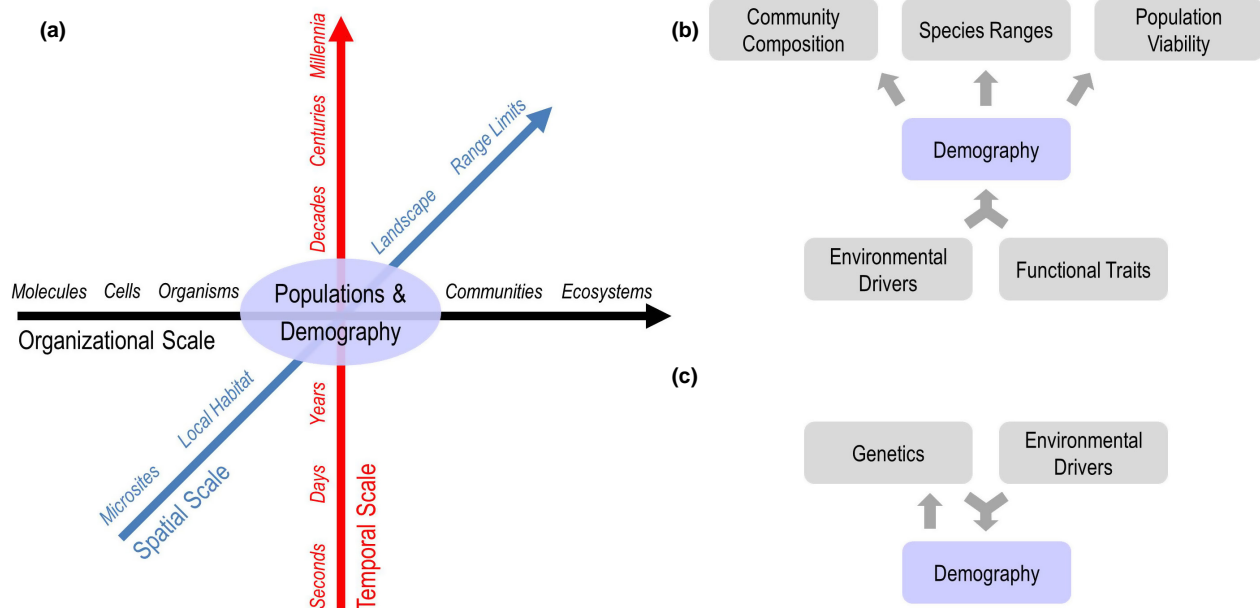 (a)
Millennia
Centuries
Decades
Years
Days
Seconds
Temporal Scale
Range Limits
Landscape
Local Habitat
Microsites
Spatial Scale
Molecules Cells Organisms
Populations &
Demography
Communities Ecosystems
Organizational Scale
(b)
Community
Composition
Species Ranges
Population
Viability
Demography
Environmental
Drivers
Functional Traits
(c)
Genetics
Environmental
Drivers
Demography